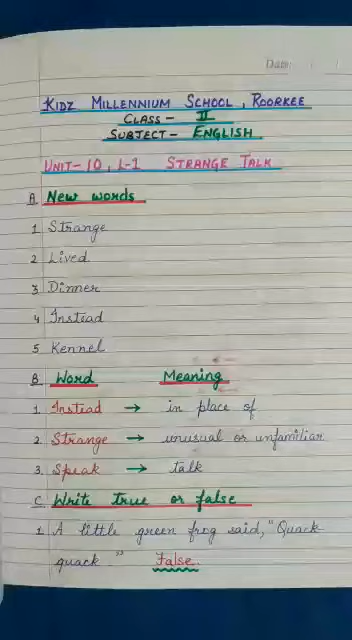 Date:
KIDZ MILLENNIUM SCHOOL, ROORKEE
CLASS - II
SUBJECT - ENGLISH
UNIT-10, L-1 STRANGE TALK
A. New words
1 Strange
2 Lived
3 Dinner
4 Instead
5 Kennel
B. Word Meaning
1. Instead → in place of
2. Strange → unusual or unfamiliar
3. Speak → talk
C. Write true or false
1. A little green frog said, "Quack
quack." False.